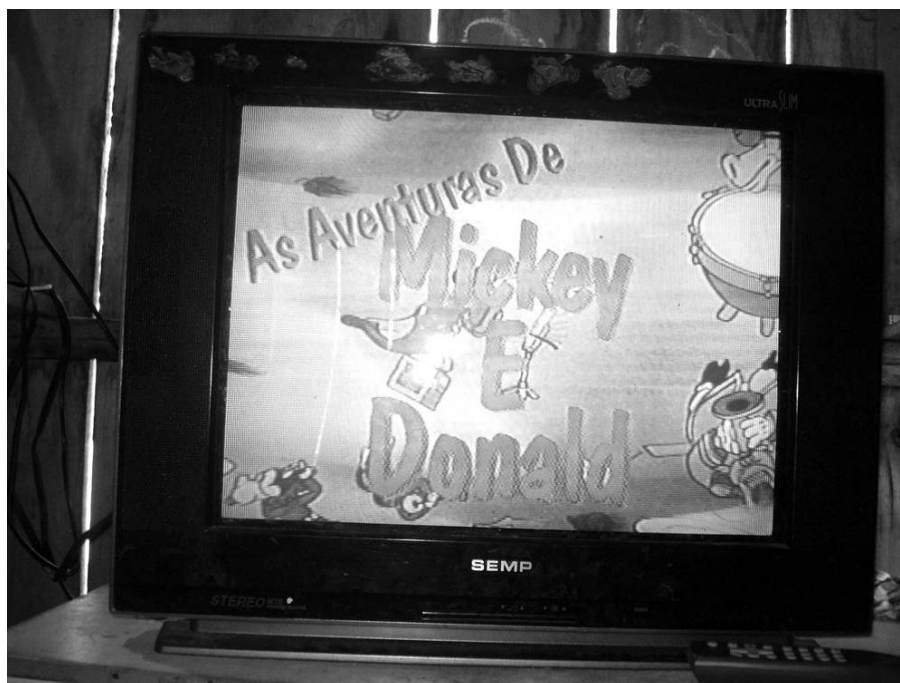 ULTRA SLIM
As Aventuras De
Mickey
E
Donald
SEMP
STEREO